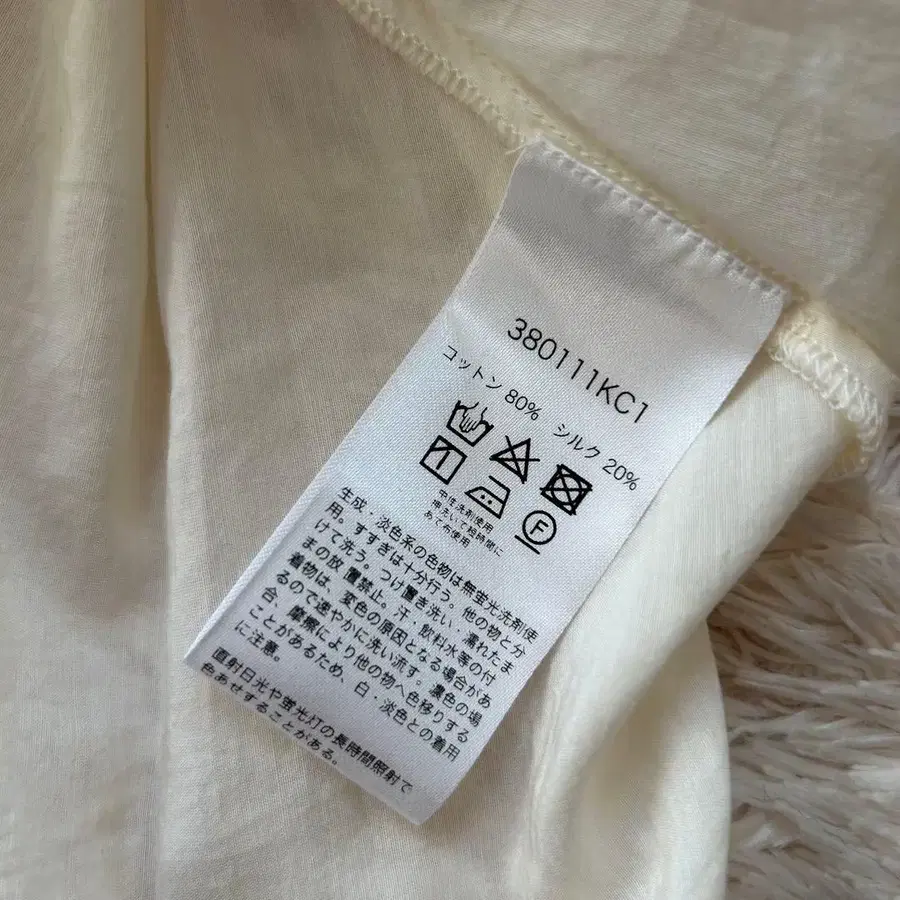 380111KC1
コットン 80% シルク 20%
F
中性洗剤使用
押えいて短時間に
あて布使用
生成・淡色系の色物は無蛍光洗剤使
用。すすぎは十分行う。他の物と分
けて洗う。つけ置き洗い・濡れたま
まの放置禁止。汗・飲料水等の付
着物は、変色の原因となる場合があ
るので速やかに洗い流す。濃色の場
合、摩擦により他の物へ色移りする
ことがあるため、白・淡色との着用
に注意。
直射日光や蛍光灯の長時間照射で
色あせすることがある。